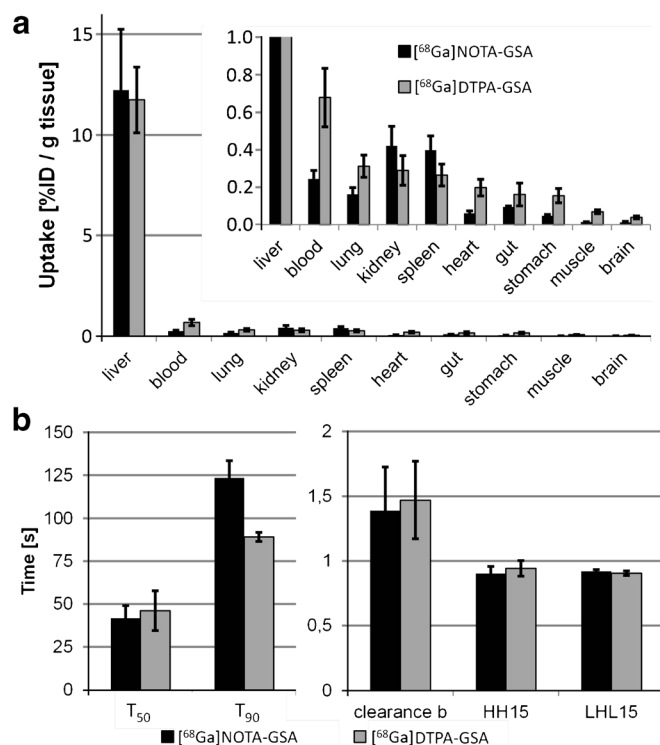 a
Uptake [%ID / g tissue]
15
10
5
0
1.0
0.8
0.6
0.4
0.2
0.0
[⁶⁸Ga]NOTA-GSA
[⁶⁸Ga]DTPA-GSA
liver blood lung kidney spleen heart gut stomach muscle brain
liver blood lung kidney spleen heart gut stomach muscle brain
b
Time [s]
150
125
100
75
50
25
0
T₅₀ T₉₀
2
1,5
1
0,5
0
clearance b HH15 LHL15
[⁶⁸Ga]NOTA-GSA [⁶⁸Ga]DTPA-GSA